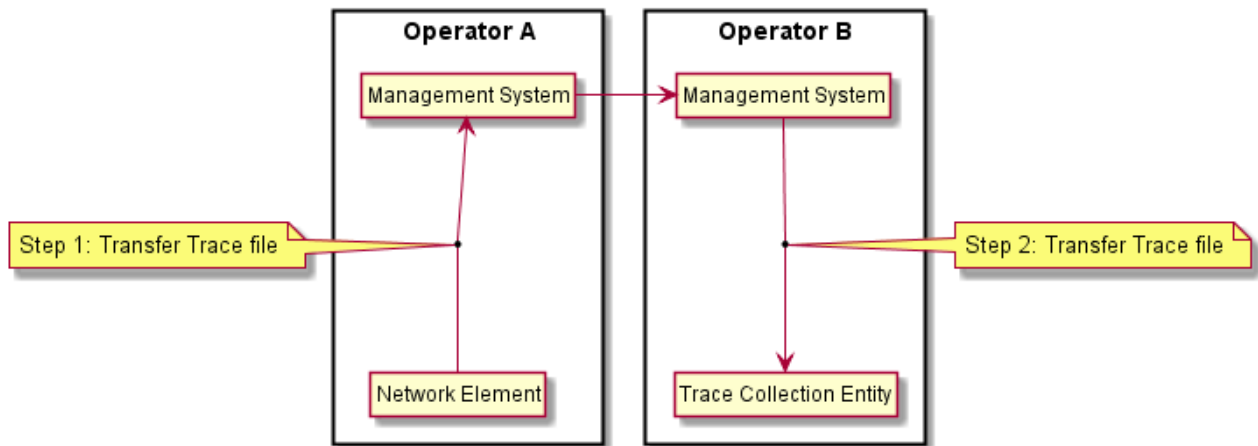 Operator A
Operator B
Management System
Management System
Step 1: Transfer Trace file
Step 2: Transfer Trace file
Network Element
Trace Collection Entity